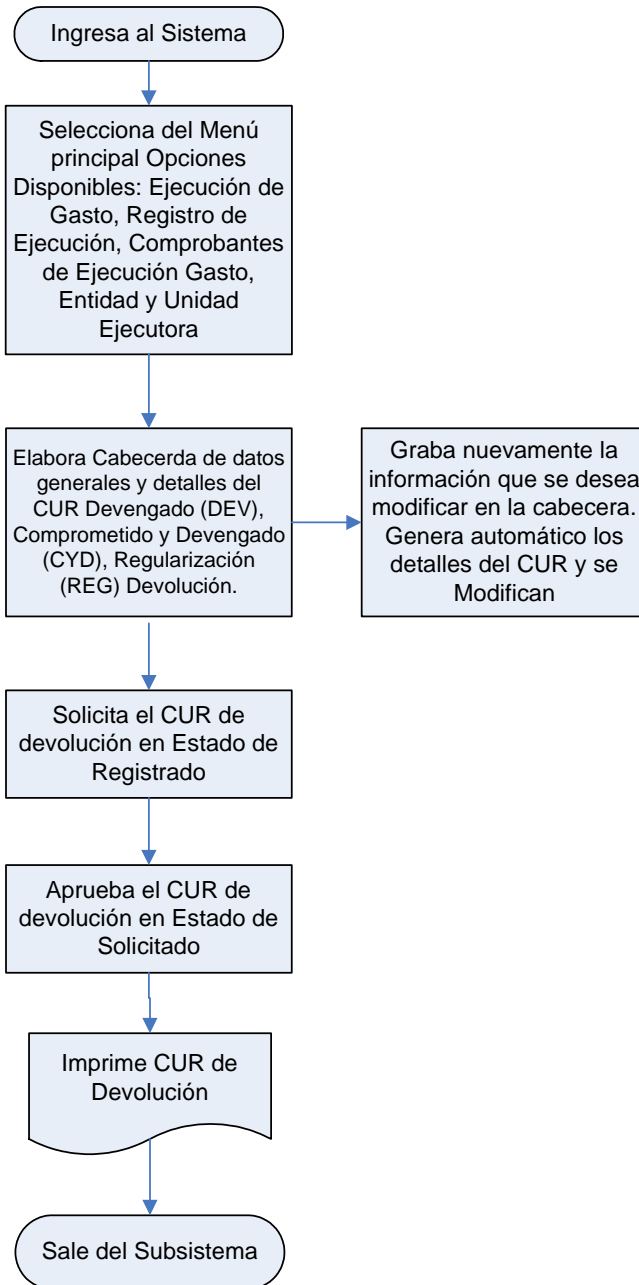 Ingresa al Sistema
Selecciona del Menú
principal Opciones
Disponibles: Ejecución de
Gasto, Registro de
Ejecución, Comprobantes
de Ejecución Gasto,
Entidad y Unidad
Ejecutora
Elabora Cabecerda de datos
generales y detalles del
CUR Devengado (DEV),
Comprometido y Devengado
(CYD), Regularización
(REG) Devolución.
Graba nuevamente la
información que se desea
modificar en la cabecera.
Genera automático los
detalles del CUR y se
Modifican
Solicita el CUR de
devolución en Estado de
Registrado
Aprueba el CUR de
devolución en Estado de
Solicitado
Imprime CUR de
Devolución
Sale del Subsistema